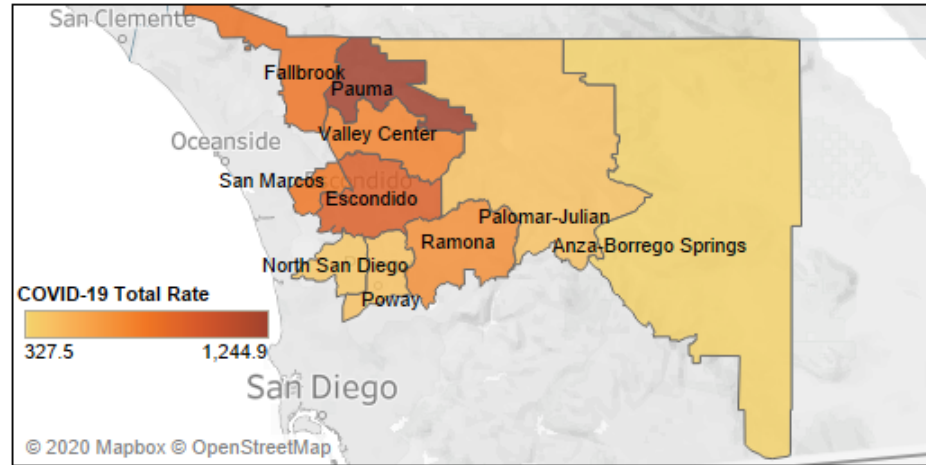 San Clemente
Fallbrook
Pauma
Valley Center
Oceanside
San Marcos
Escondido
Escondido
Palomar-Julian
Ramona
Anza-Borrego Springs
North San Diego
Poway
COVID-19 Total Rate
327.5 1,244.9
San Diego
© 2020 Mapbox © OpenStreetMap